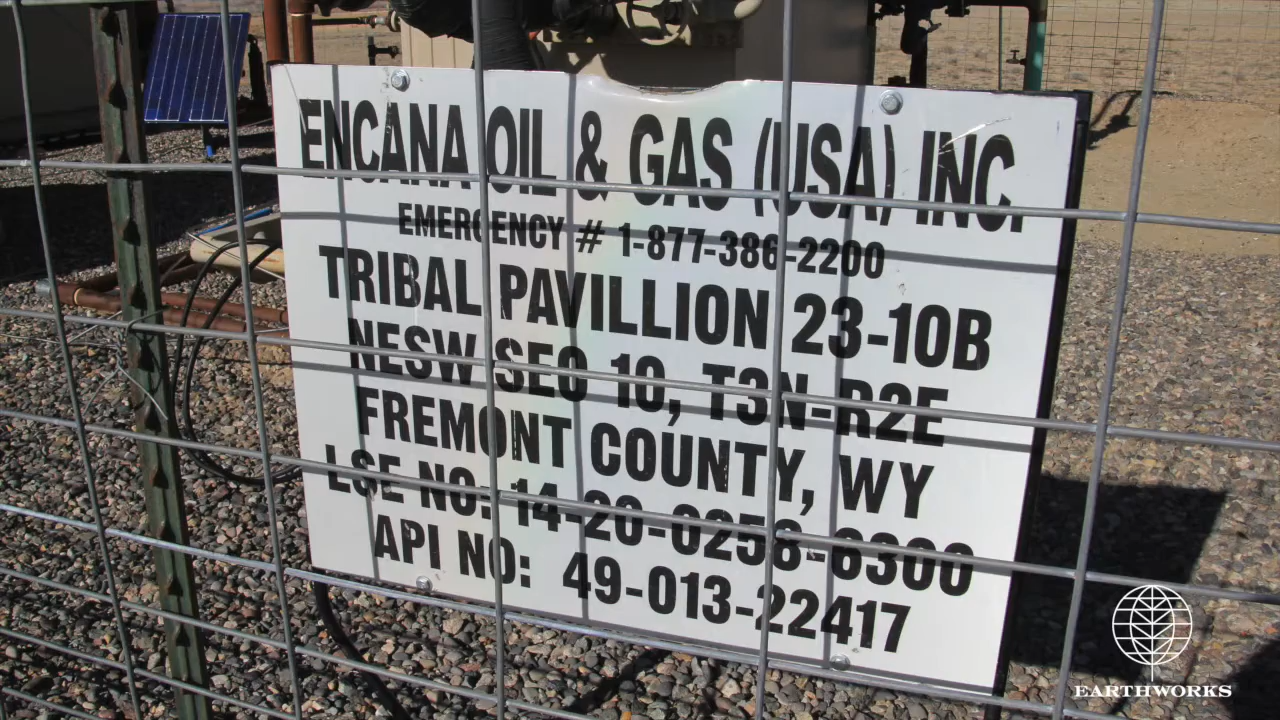 ENCANA OIL & GAS (USA) INC.
EMERGENCY # 1-877-386-2200
TRIBAL PAVILLION 23-10B
NESW SEC 10, T3N-R2E
FREMONT COUNTY, WY
LSE NO: 14-20-0258-6300
API NO: 49-013-22417
EARTHWORKS